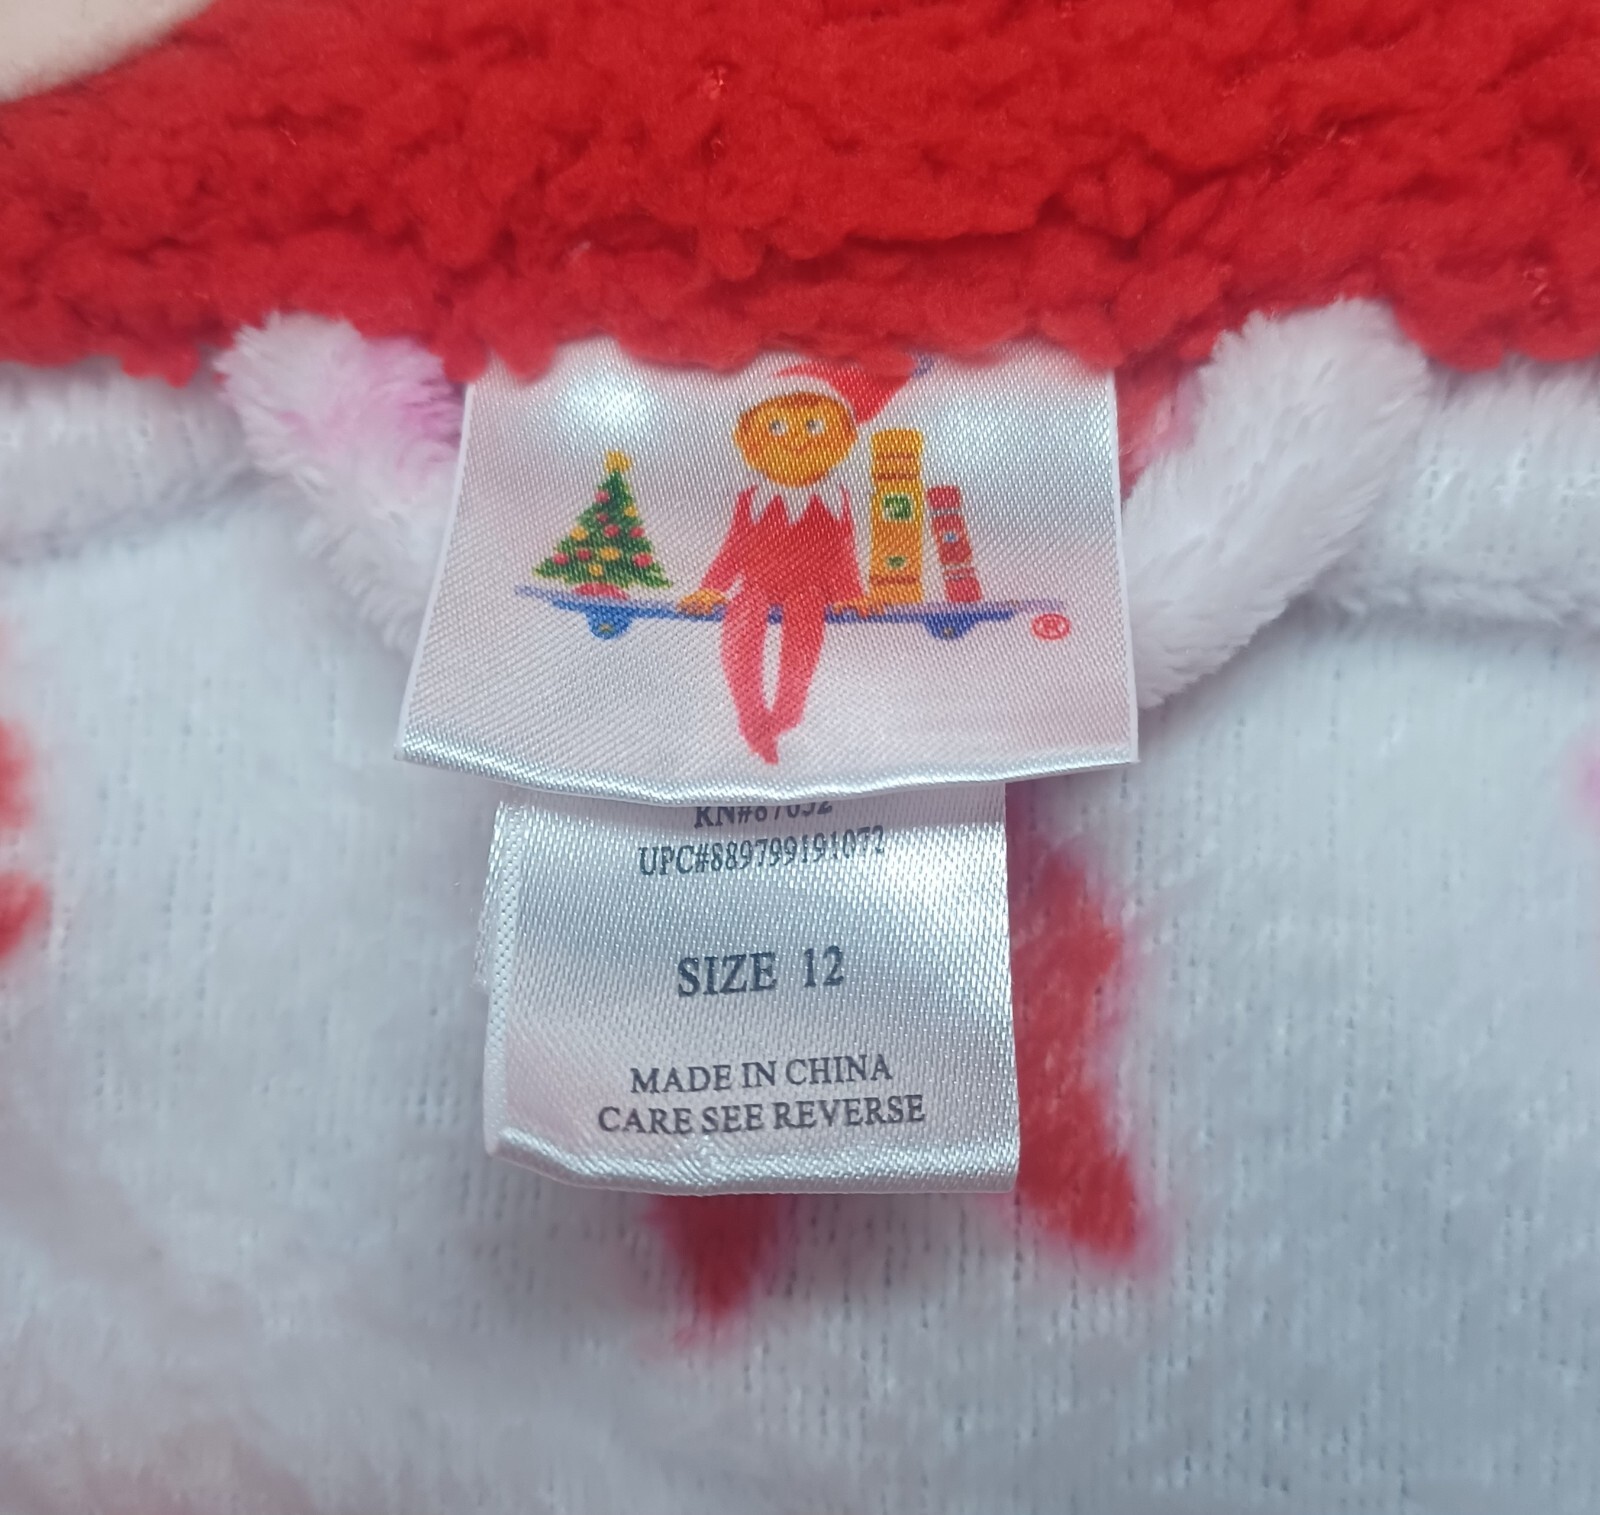 ®
UPC#889799191072
SIZE 12
MADE IN CHINA
CARE SEE REVERSE